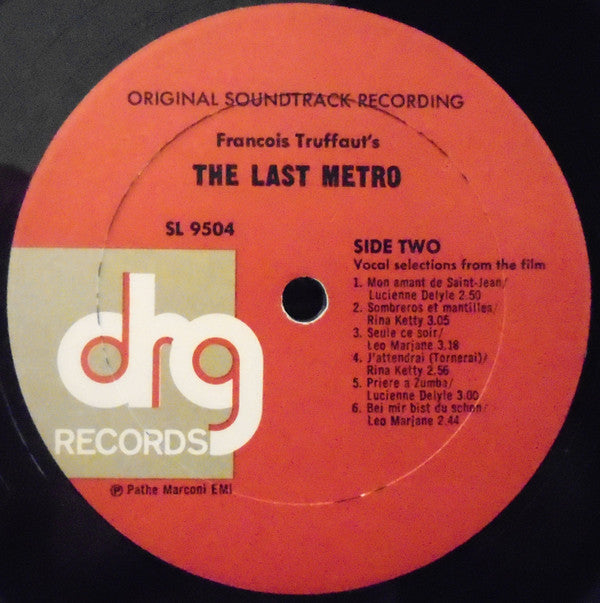 ORIGINAL SOUNDTRACK RECORDING
Francois Truffaut's
THE LAST METRO
SL 9504
SIDE TWO
Vocal selections from the film
1. Mon amant de Saint-Jean/
Lucienne Delyle 2.50
2. Sombreros et mantilles/
Rina Ketty 3.05
3. Seule ce soir/
Leo Marjane 3.18
4. J'attendrai (Tornerai)/
Rina Ketty 2.56
5. Priere a Zumba/
Lucienne Delyle 3.00
6. Bei mir bist du schon/
Leo Marjane 2.44
drg
RECORDS
℗ Pathe Marconi EMI